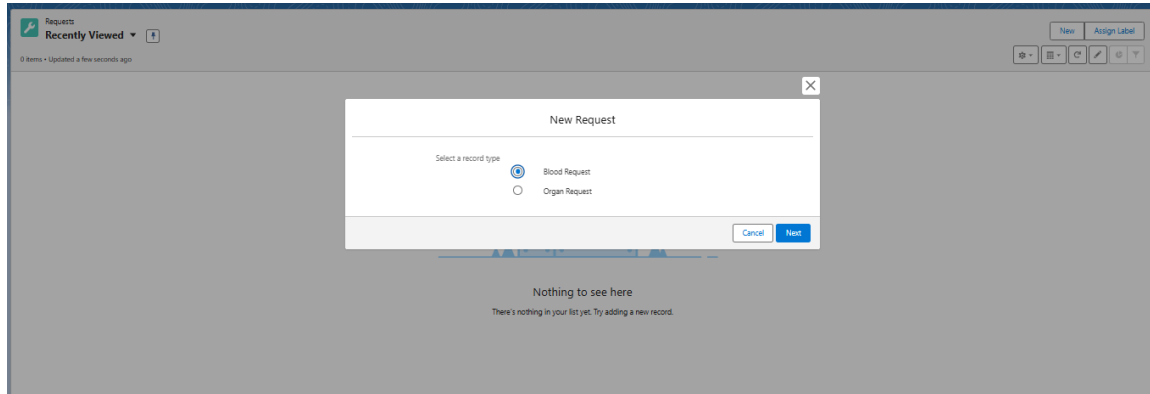 Requests
Recently Viewed
New Assign Label
0 items • Updated a few seconds ago
New Request
Select a record type
Blood Request
Organ Request
Cancel Next
Nothing to see here
There's nothing in your list yet. Try adding a new record.